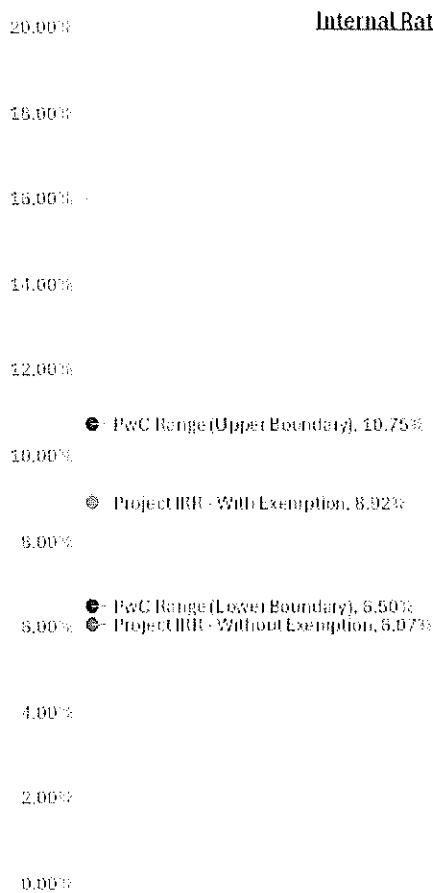 Internal Rat
20.00%
18.00%
16.00%
14.00%
12.00%
PwC Range (Upper Boundary), 10.75%
10.00%
Project IRR - With Exemption, 8.92%
8.00%
PwC Range (Lower Boundary), 6.50%
6.00%
Project IRR - Without Exemption, 6.07%
4.00%
2.00%
0.00%